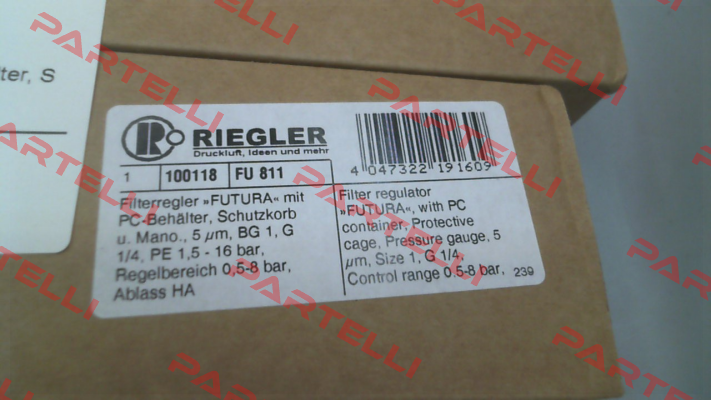 ter, S
RIEGLER
Druckluft, Ideen und mehr
1 100118 FU 811
Filterregler »FUTURA« mit
PC-Behälter, Schutzkorb
u. Mano., 5 µm, BG 1, G
1/4, PE 1,5 - 16 bar,
Regelbereich 0,5-8 bar,
Ablass HA
4 047322 191609
Filter regulator
»FUTURA«, with PC
container, Protective
cage, Pressure gauge, 5
µm, Size 1, G 1/4,
Control range 0.5-8 bar,
239
PARTELLI
PARTELLI
PARTELLI
PARTELLI
PARTELLI
PARTELLI
PARTELLI
PARTELLI
PARTELLI